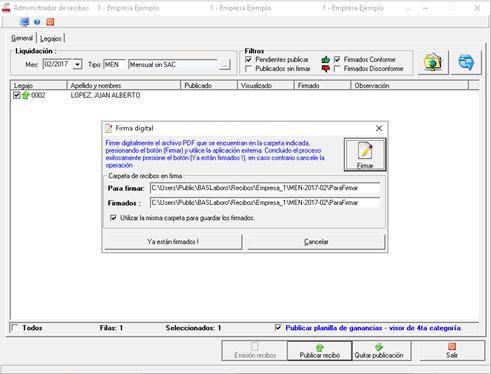 Administrador de recibos 1 - Empresa Ejemplo 1 - Empresa Ejemplo 1 - Empresa Ejemplo
General Legajos
Liquidación :
Mes: 02/2017 Tipo: MEN Mensual sin SAC ...
Filtros
Pendientes publicar Firmados Conforme
Publicados sin firmar Firmados Disconforme
Legajo Apellido y nombres Publicado Visualizado Firmado Observación
0002 LOPEZ, JUAN ALBERTO
Firma digital
Firme digitalmente el archivo PDF que se encuentran en la carpeta indicada,
presionando el botón (Firmar) y utilice la aplicación externa. Concluido el proceso
exitosamente presione el botón (Ya están firmados !), en caso contrario cancele la
operación
Firmar
Carpeta de recibos en firma :
Para firmar: C:\Users\Public\BASLaboro\Recibos\Empresa_1\MEN-2017-02\ParaFirmar
Firmados : C:\Users\Public\BASLaboro\Recibos\Empresa_1\MEN-2017-02\ParaFirmar
Utilizar la misma carpeta para guardar los firmados.
Ya están firmados ! Cancelar
Todos Filas: 1 Seleccionados: 1 Publicar planilla de ganancias - visor de 4ta categoría
Emisión recibos Publicar recibo Quitar publicación Salir